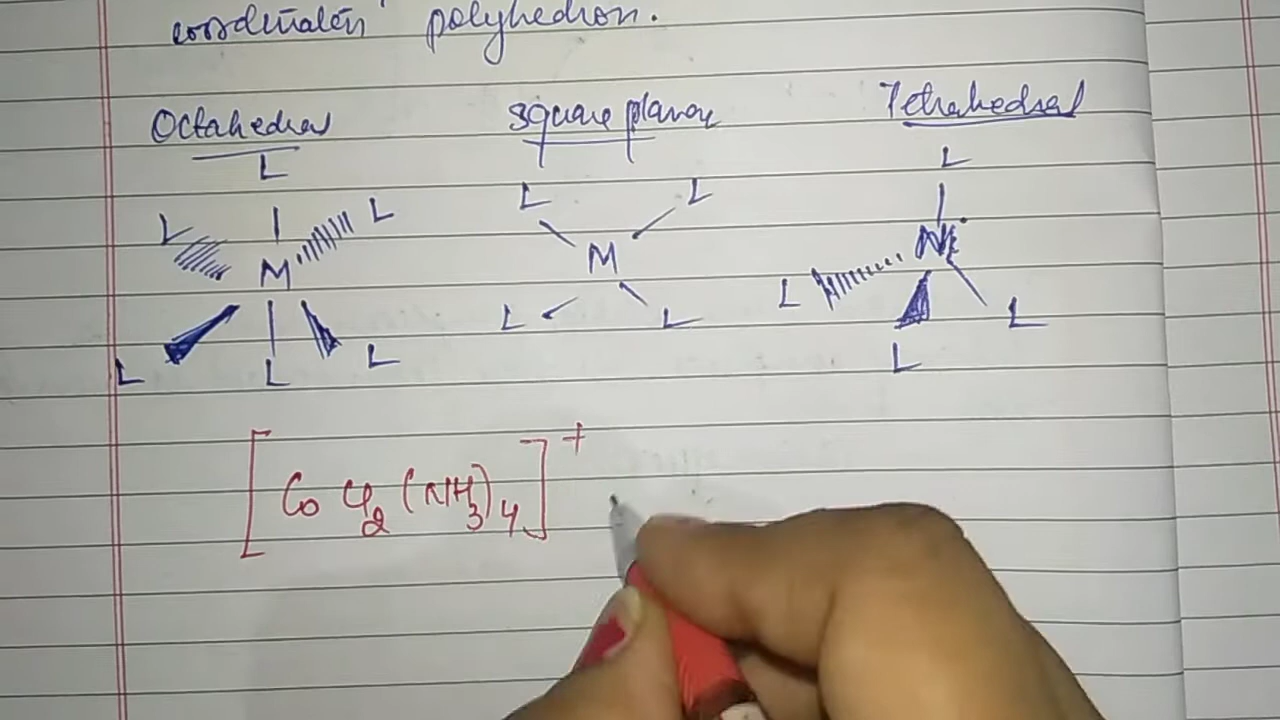 coordination polyhedron.
Octahedral square planar Tetrahedral
L L L L
L L
M M M
L
L L L L L L L
[Co Cl2 (NH3)4]+